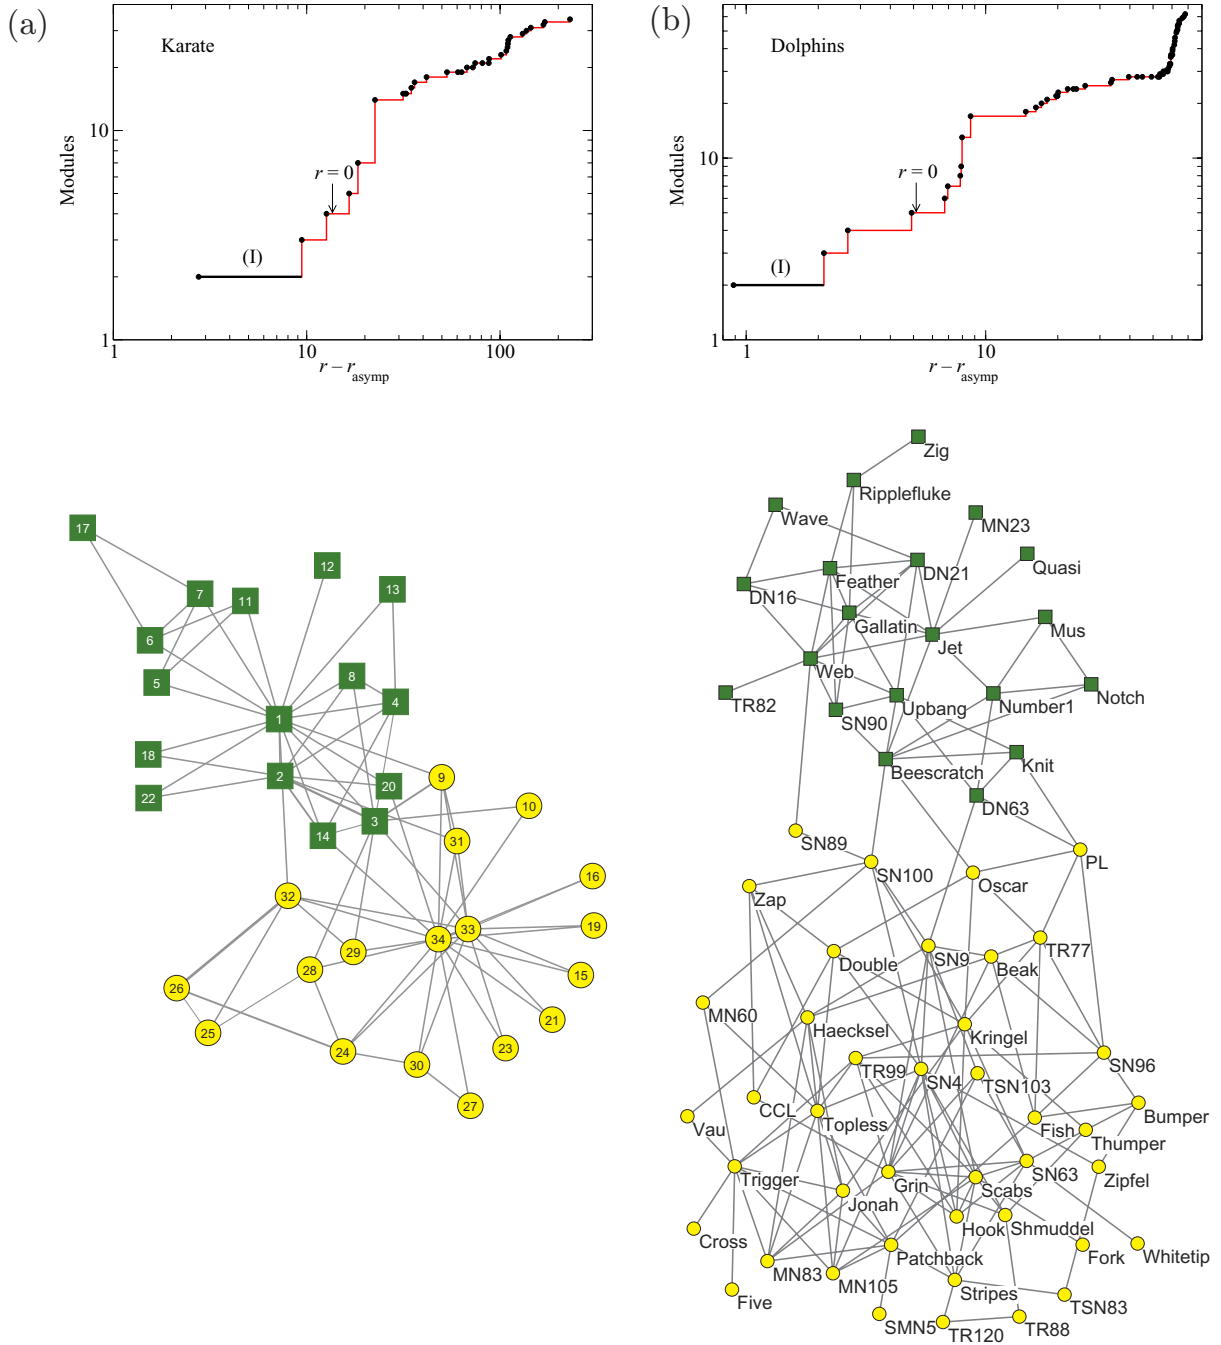 (a)
Karate
Modules
10
1
r = 0
(I)
1
10
100
r – r_asymp
(b)
Dolphins
Modules
10
1
r = 0
(I)
1
10
r – r_asymp
17
12
13
7
11
6
5
8
4
1
18
2
20
9
22
10
3
14
31
16
32
19
33
34
29
28
15
26
21
25
23
24
30
27
Zig
Ripplefluke
Wave
MN23
DN21
Quasi
Feather
DN16
Gallatin
Mus
Jet
Web
Notch
TR82
Upbang
Number1
SN90
Knit
Beescratch
DN63
SN89
PL
SN100
Oscar
Zap
TR77
SN9
Double
Beak
MN60
Haecksel
Kringel
SN96
TR99
SN4
TSN103
CCL
Bumper
Vau
Topless
Fish
Thumper
SN63
Trigger
Zipfel
Grin
Scabs
Jonah
Hook
Shmuddel
Cross
Patchback
Fork
Whitetip
MN83
MN105
Stripes
Five
TSN83
SMN5
TR120
TR88